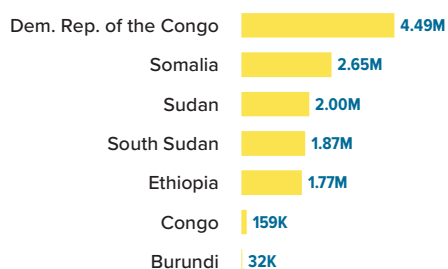 Dem. Rep. of the Congo 4.49M
Somalia 2.65M
Sudan 2.00M
South Sudan 1.87M
Ethiopia 1.77M
Congo 159K
Burundi 32K